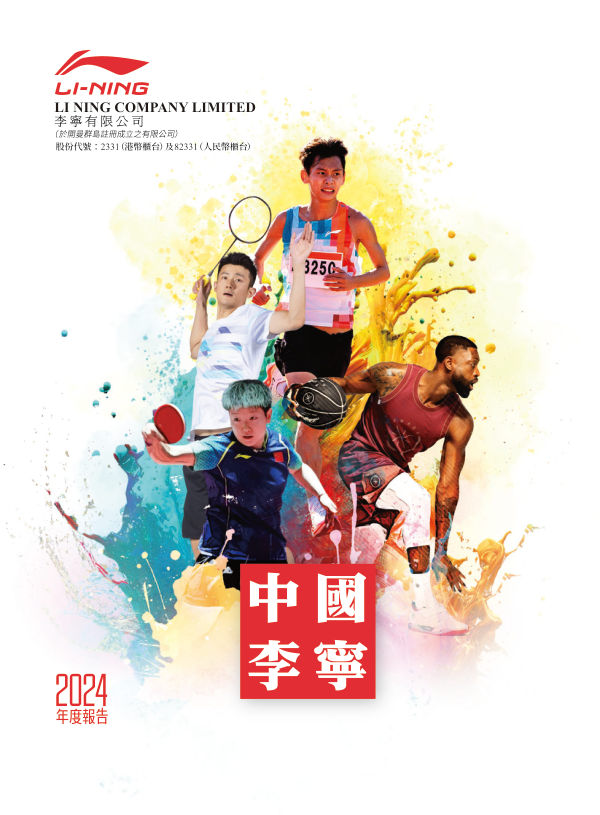 LI-NING
LI NING COMPANY LIMITED
李寧有限公司
(於開曼群島註冊成立之有限公司)
股份代號：2331 (港幣櫃台) 及82331 (人民幣櫃台)
3250
中國
李寧
2024
年度報告